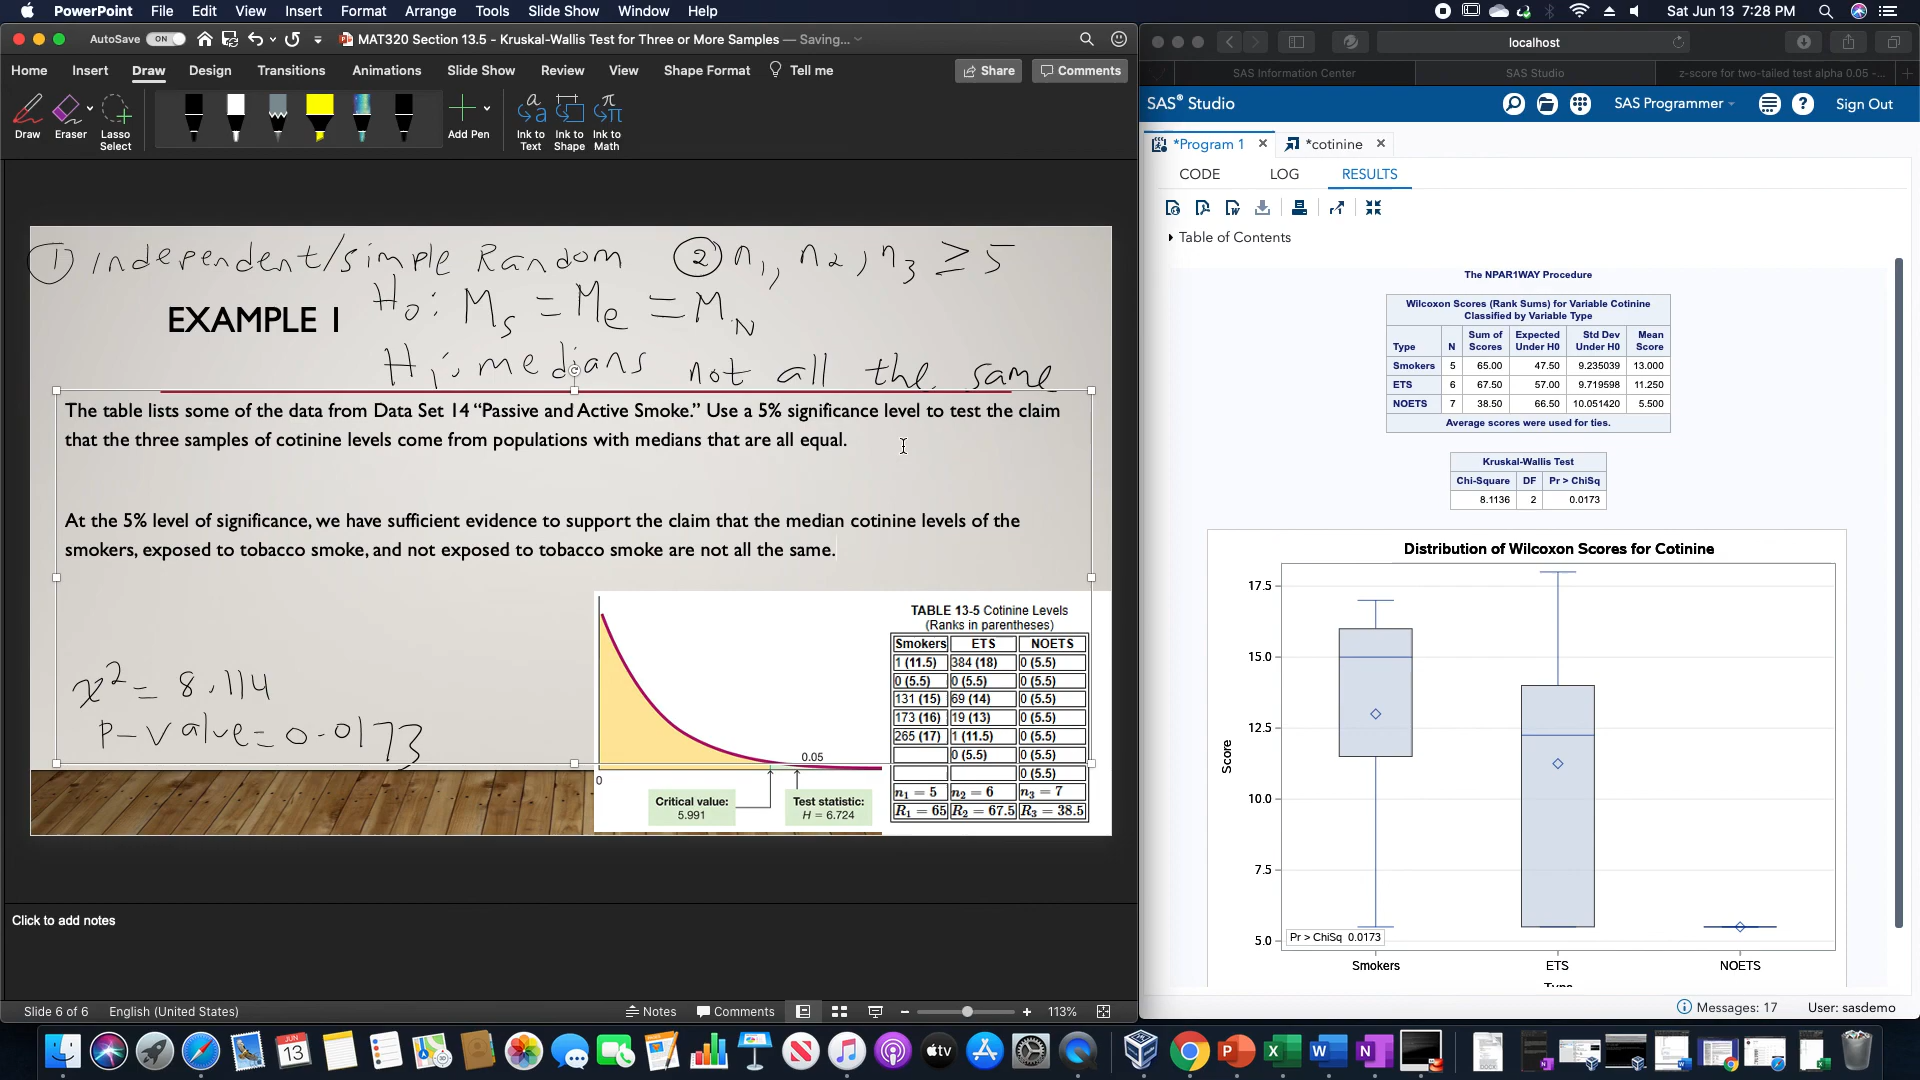 PowerPoint File Edit View Insert Format Arrange Tools Slide Show Window Help
Sat Jun 13 7:28 PM
AutoSave ON
MAT320 Section 13.5 - Kruskal-Wallis Test for Three or More Samples — Saving...
Home Insert Draw Design Transitions Animations Slide Show Review View Shape Format Tell me
Share Comments
Draw Eraser Lasso Select Add Pen Ink to Text Ink to Shape Ink to Math
① Independent/simple Random ② n1, n2, n3 ≥ 5
EXAMPLE 1
H0: MS = Me = MN
H1: medians not all the same
The table lists some of the data from Data Set 14 “Passive and Active Smoke.” Use a 5% significance level to test the claim
that the three samples of cotinine levels come from populations with medians that are all equal.
At the 5% level of significance, we have sufficient evidence to support the claim that the median cotinine levels of the
smokers, exposed to tobacco smoke, and not exposed to tobacco smoke are not all the same.
x² = 8.114
P-value = 0.0173
0.05
0
Critical value:
5.991
Test statistic:
H = 6.724
TABLE 13-5 Cotinine Levels
(Ranks in parentheses)
Smokers ETS NOETS
1 (11.5) 384 (18) 0 (5.5)
0 (5.5) 0 (5.5) 0 (5.5)
131 (15) 69 (14) 0 (5.5)
173 (16) 19 (13) 0 (5.5)
265 (17) 1 (11.5) 0 (5.5)
0 (5.5) 0 (5.5)
0 (5.5)
n1 = 5 n2 = 6 n3 = 7
R1 = 65 R2 = 67.5 R3 = 38.5
Click to add notes
Slide 6 of 6 English (United States)
Notes Comments 113%
localhost
SAS Information Center SAS Studio z-score for two-tailed test alpha 0.05 -...
SAS® Studio
SAS Programmer Sign Out
*Program 1 *cotinine
CODE LOG RESULTS
Table of Contents
The NPAR1WAY Procedure
Wilcoxon Scores (Rank Sums) for Variable Cotinine
Classified by Variable Type
Type N Sum of Scores Expected Under H0 Std Dev Under H0 Mean Score
Smokers 5 65.00 47.50 9.235039 13.000
ETS 6 67.50 57.00 9.719598 11.250
NOETS 7 38.50 66.50 10.051420 5.500
Average scores were used for ties.
Kruskal-Wallis Test
Chi-Square DF Pr > ChiSq
8.1136 2 0.0173
Distribution of Wilcoxon Scores for Cotinine
17.5
15.0
12.5
10.0
7.5
5.0
Score
Pr > ChiSq 0.0173
Smokers ETS NOETS
Messages: 17 User: sasdemo
JUN
13